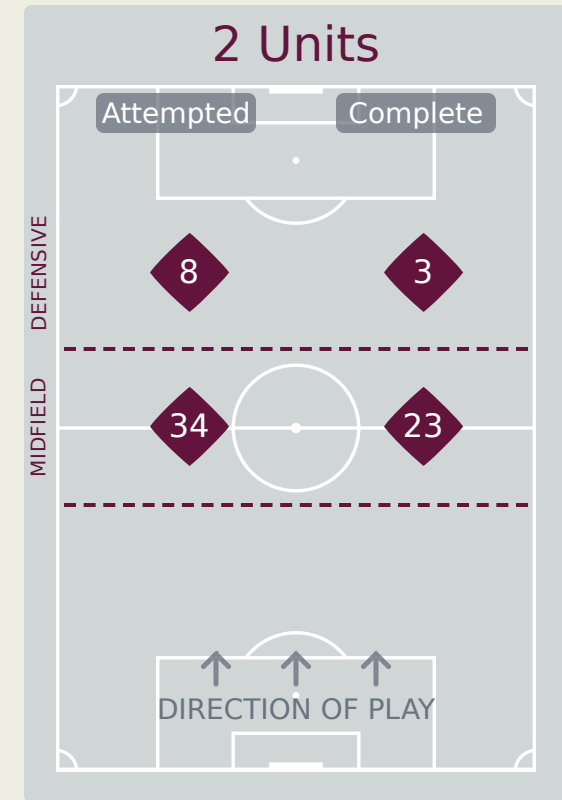 2 Units
Attempted
Complete
DEFENSIVE
8
3
MIDFIELD
34
23
DIRECTION OF PLAY